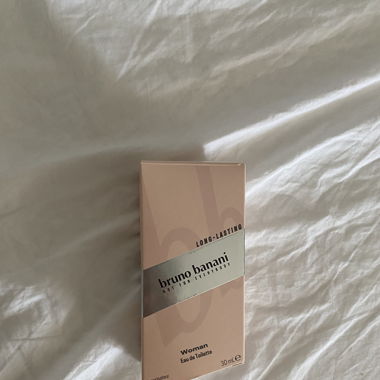 LONG-LASTING
bruno banani
NOT FOR EVERYBODY
Woman
Eau de Toilette
30 mL ℮